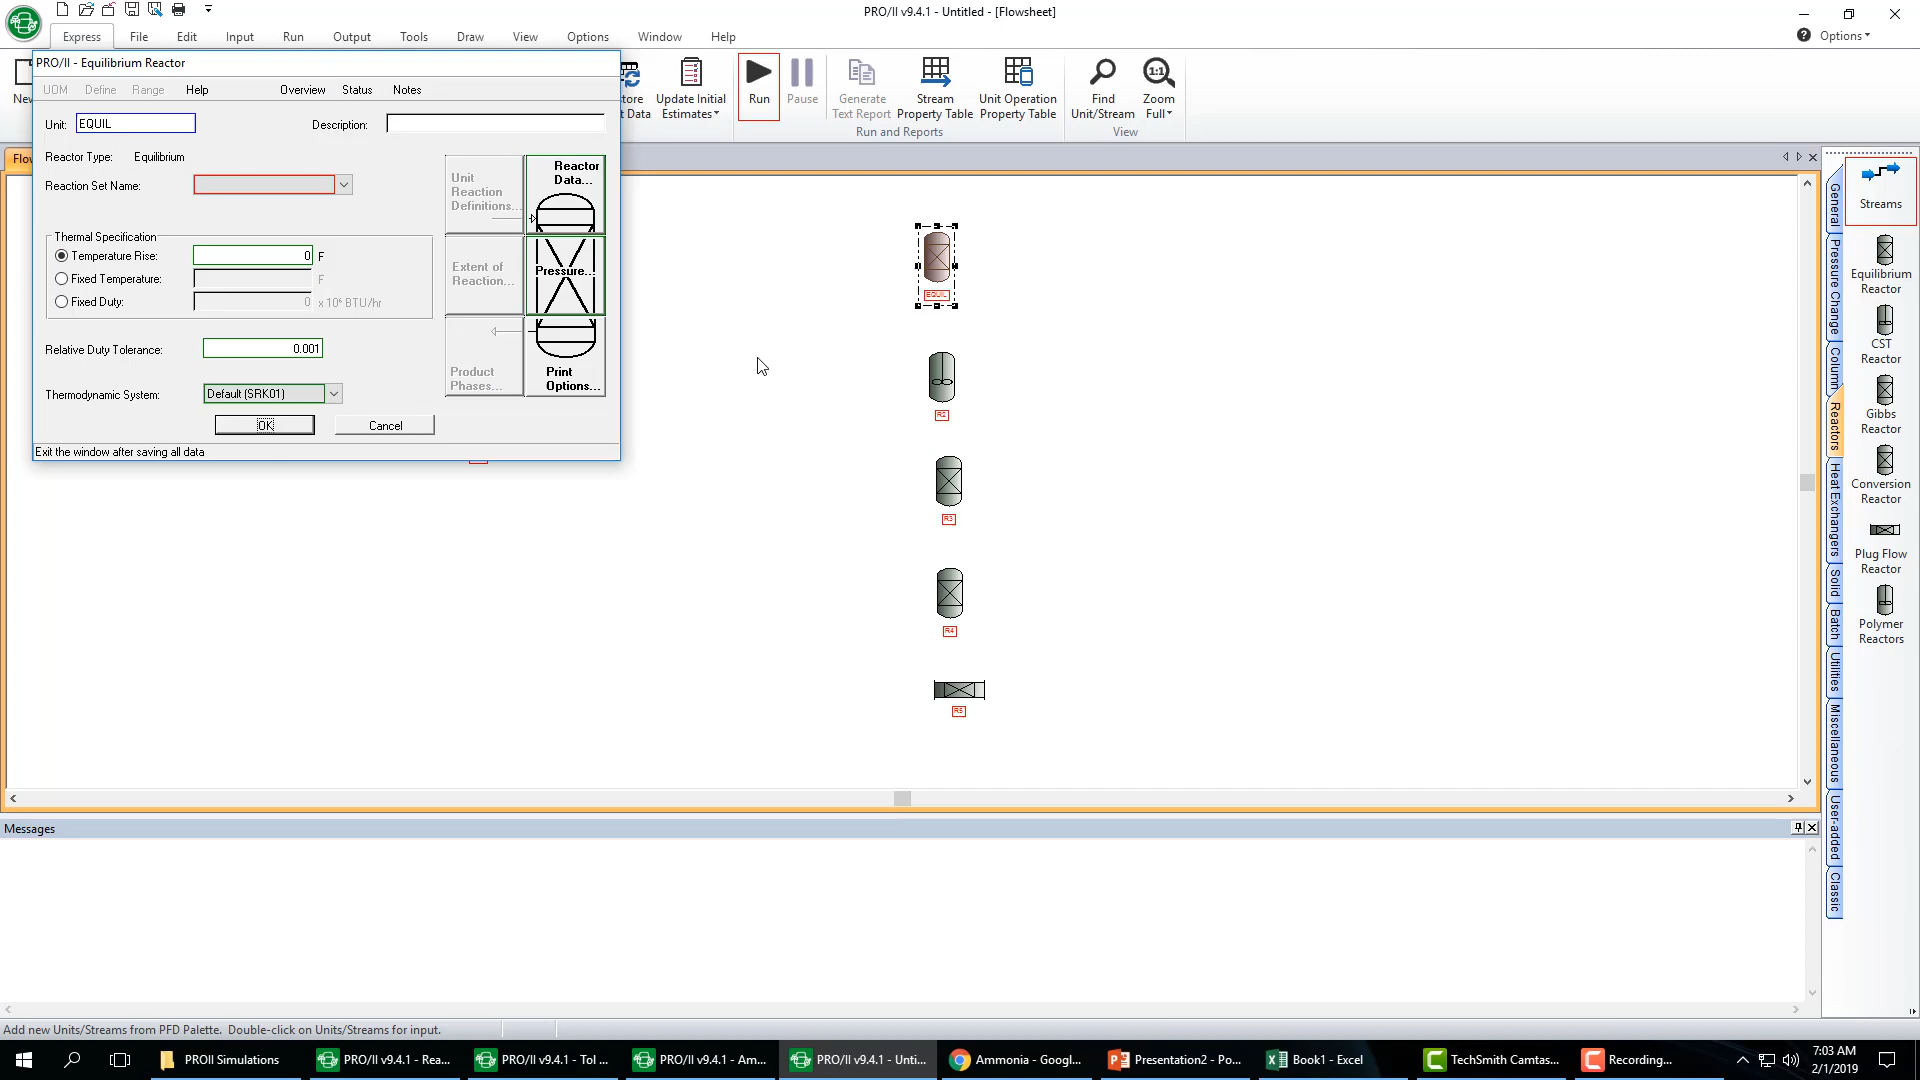 PRO/II v9.4.1 - Untitled - [Flowsheet]
Express File Edit Input Run Output Tools Draw View Options Window Help
Options
PRO/II - Equilibrium Reactor
UOM Define Range Help Overview Status Notes
Unit: EQUIL
Description:
Reactor Type: Equilibrium
Reaction Set Name:
Thermal Specification
Temperature Rise: 0 F
Fixed Temperature: F
Fixed Duty: 0 x 10⁶ BTU/hr
Relative Duty Tolerance: 0.001
Thermodynamic System: Default (SRK01)
Unit
Reaction
Definitions...
Reactor
Data...
Extent of
Reaction...
Pressure...
Product
Phases...
Print
Options...
OK
Cancel
Exit the window after saving all data
Update Initial
Estimates
Run
Pause
Generate
Text Report
Stream
Property Table
Unit Operation
Property Table
Run and Reports
Find
Unit/Stream
Zoom
Full
View
EQUIL
R2
R3
R4
R5
General
Pressure Change
Column
Reactors
Heat Exchangers
Solid
Batch
Utilities
Miscellaneous
User-added
Classic
Streams
Equilibrium
Reactor
CST
Reactor
Gibbs
Reactor
Conversion
Reactor
Plug Flow
Reactor
Polymer
Reactors
Messages
Add new Units/Streams from PFD Palette. Double-click on Units/Streams for input.
PROII Simulations
PRO/II v9.4.1 - Rea...
PRO/II v9.4.1 - Tol ...
PRO/II v9.4.1 - Am...
PRO/II v9.4.1 - Unti...
Ammonia - Googl...
Presentation2 - Po...
Book1 - Excel
TechSmith Camtas...
Recording...
7:03 AM
2/1/2019